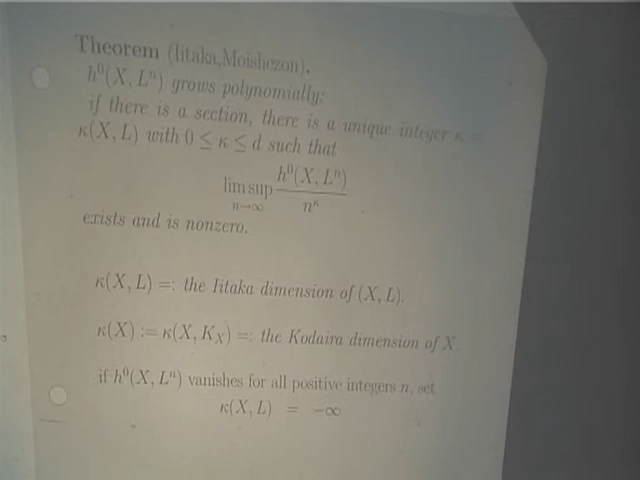 Theorem (Iitaka,Moishezon).
h⁰(X, Lⁿ) grows polynomially:
if there is a section, there is a unique integer κ =
κ(X, L) with 0 ≤ κ ≤ d such that
lim sup n→∞ h⁰(X, Lⁿ) / n^κ
exists and is nonzero.
κ(X, L) =: the Iitaka dimension of (X, L).
κ(X) := κ(X, K_X) =: the Kodaira dimension of X.
if h⁰(X, Lⁿ) vanishes for all positive integers n, set
κ(X, L) = −∞